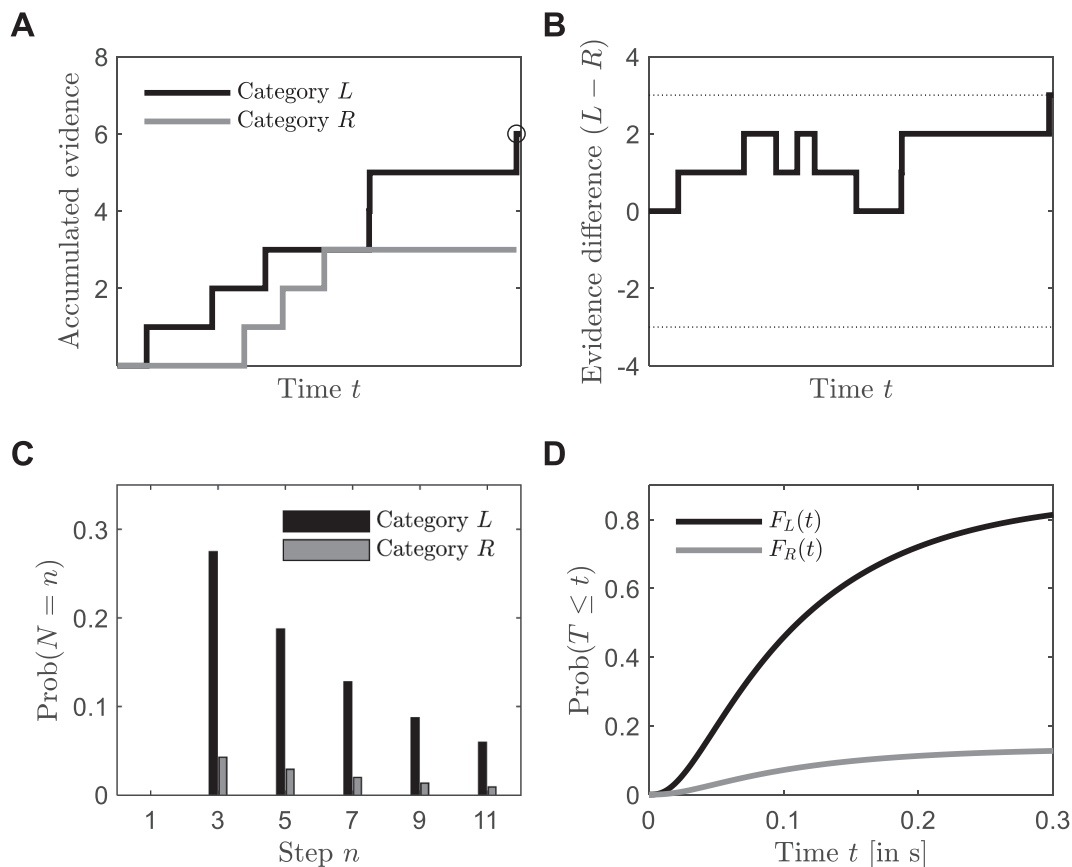 A
Accumulated evidence
8
6
4
2
Category L
Category R
Time t
B
Evidence difference (L − R)
4
2
0
-2
-4
Time t
C
Prob(N = n)
0.3
0.2
0.1
0
Category L
Category R
1 3 5 7 9 11
Step n
D
Prob(T ≤ t)
0.8
0.6
0.4
0.2
0
F_L(t)
F_R(t)
0 0.1 0.2 0.3
Time t [in s]